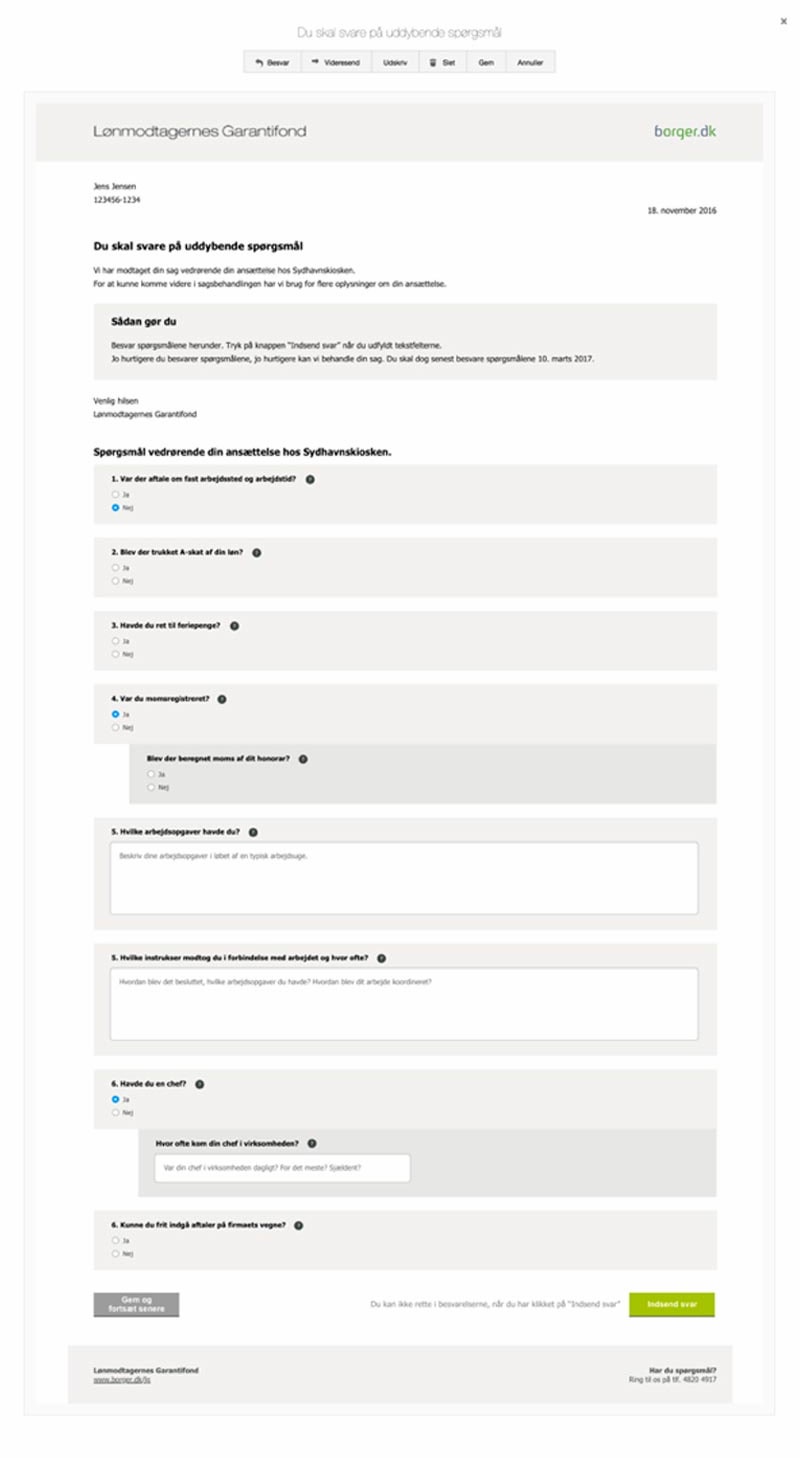 ×
Du skal svare på uddybende spørgsmål
Besvar Videresend Udskriv Slet Gem Annuller
Lønmodtagernes Garantifond borger.dk
Jens Jensen
123456-1234
18. november 2016
Du skal svare på uddybende spørgsmål
Vi har modtaget din sag vedrørende din ansættelse hos Sydhavnskiosken.
For at kunne komme videre i sagsbehandlingen har vi brug for flere oplysninger om din ansættelse.
Sådan gør du
Besvar spørgsmålene herunder. Tryk på knappen "Indsend svar" når du udfyldt tekstfelterne.
Jo hurtigere du besvarer spørgsmålene, jo hurtigere kan vi behandle din sag. Du skal dog senest besvare spørgsmålene 10. marts 2017.
Venlig hilsen
Lønmodtagernes Garantifond
Spørgsmål vedrørende din ansættelse hos Sydhavnskiosken.
1. Var der aftale om fast arbejdssted og arbejdstid? ?
Ja
Nej
2. Blev der trukket A-skat af din løn? ?
Ja
Nej
3. Havde du ret til feriepenge? ?
Ja
Nej
4. Var du momsregistreret? ?
Ja
Nej
Blev der beregnet moms af dit honorar? ?
Ja
Nej
5. Hvilke arbejdsopgaver havde du? ?
Beskriv dine arbejdsopgaver i løbet af en typisk arbejdsuge.
5. Hvilke instrukser modtog du i forbindelse med arbejdet og hvor ofte? ?
Hvordan blev det besluttet, hvilke arbejdsopgaver du havde? Hvordan blev dit arbejde koordineret?
6. Havde du en chef? ?
Ja
Nej
Hvor ofte kom din chef i virksomheden? ?
Var din chef i virksomheden dagligt? For det meste? Sjældent?
6. Kunne du frit indgå aftaler på firmaets vegne? ?
Ja
Nej
Gem og
fortsæt senere
Du kan ikke rette i besvarelserne, når du har klikket på "Indsend svar" Indsend svar
Lønmodtagernes Garantifond Har du spørgsmål?
www.borger.dk/lg Ring til os på tlf. 4820 4917